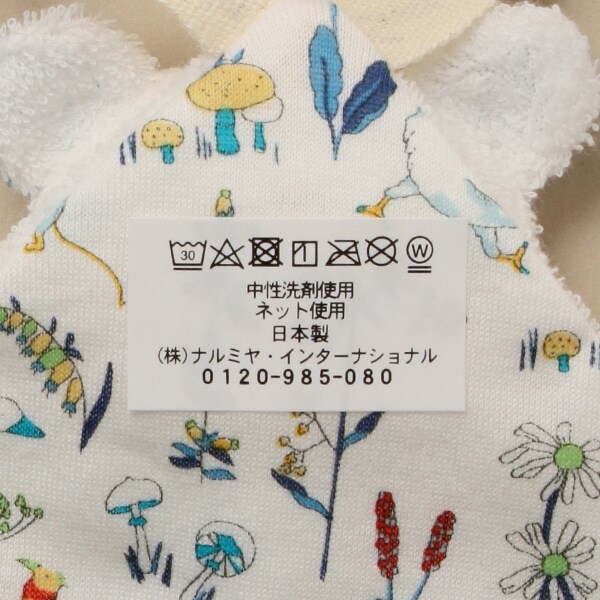 30 W
中性洗剤使用
ネット使用
日本製
(株)ナルミヤ・インターナショナル
0120-985-080